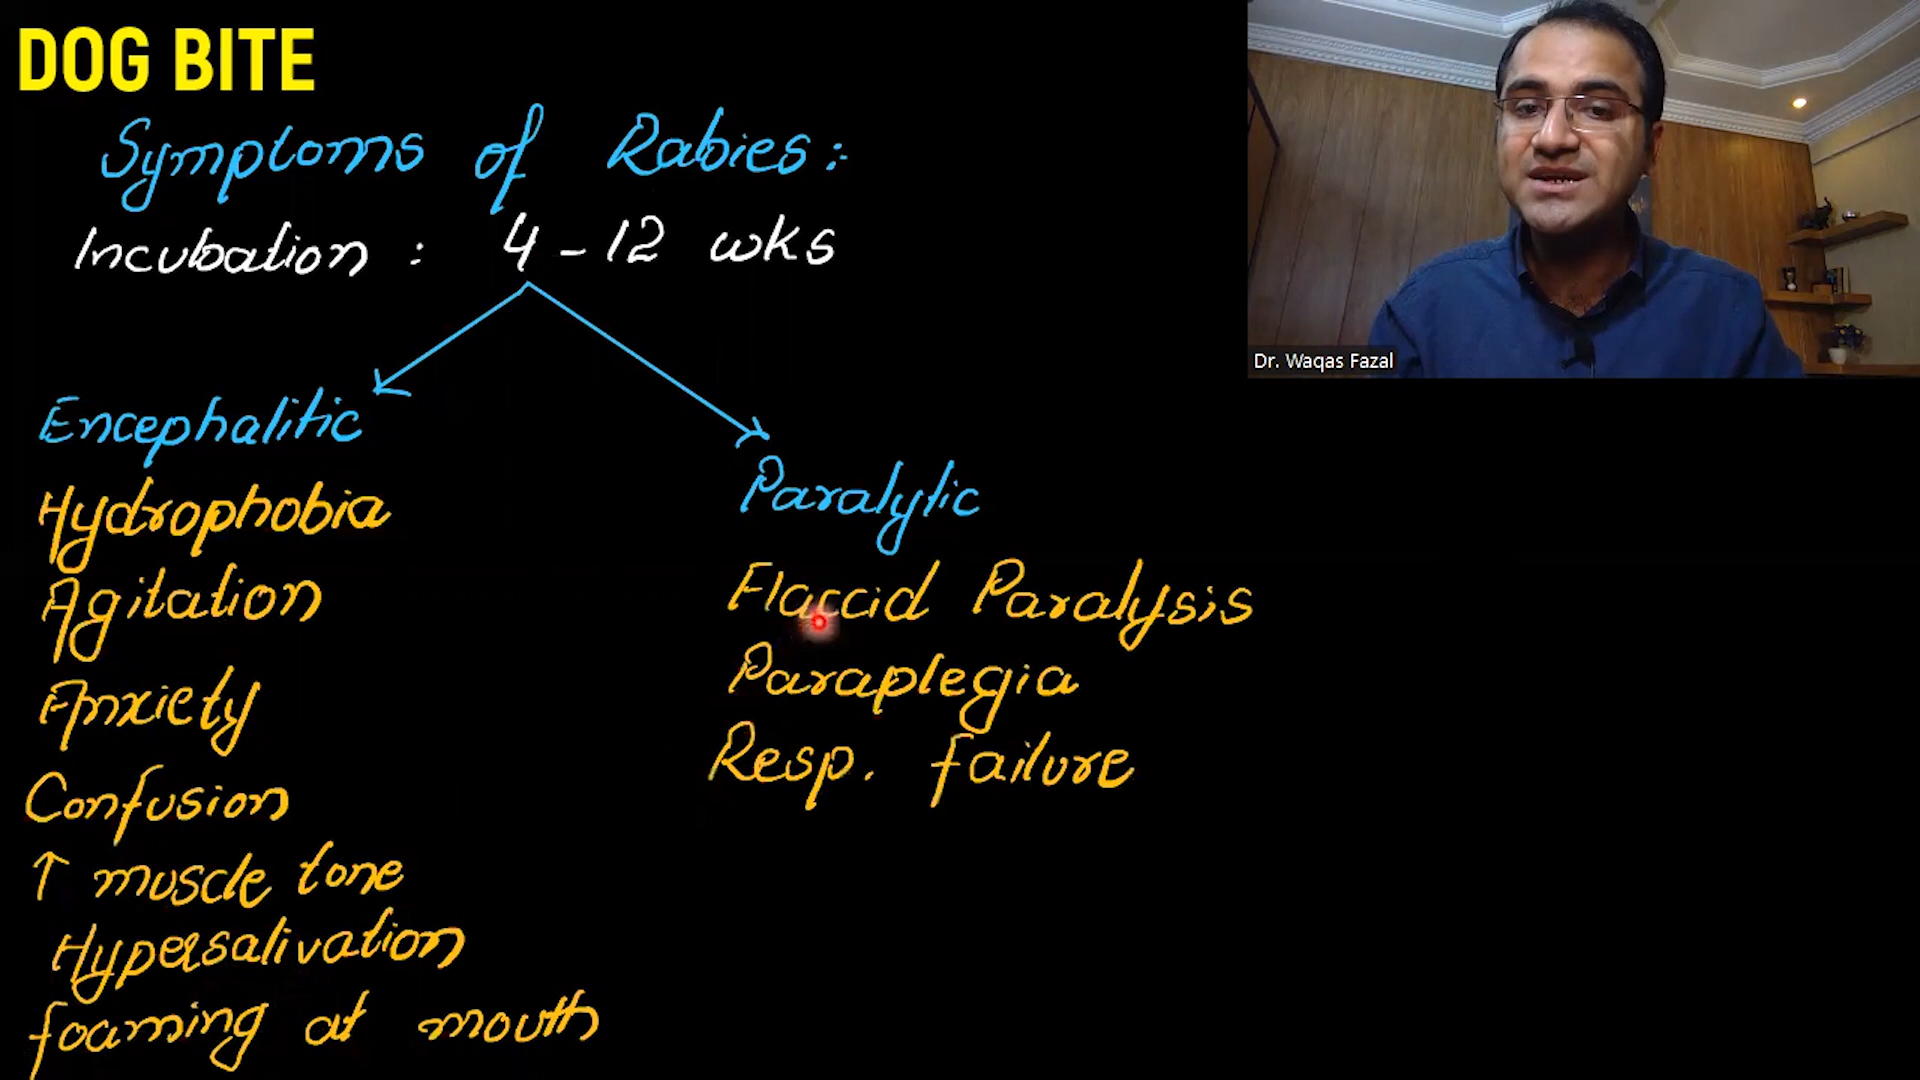 DOG BITE
Symptoms of Rabies:
Incubation : 4 - 12 wks
Dr. Waqas Fazal
Encephalitic
Hydrophobia
Agitation
Anxiety
Confusion
↑ muscle tone
Hypersalivation
foaming at mouth
Paralytic
Flaccid Paralysis
Paraplegia
Resp. failure